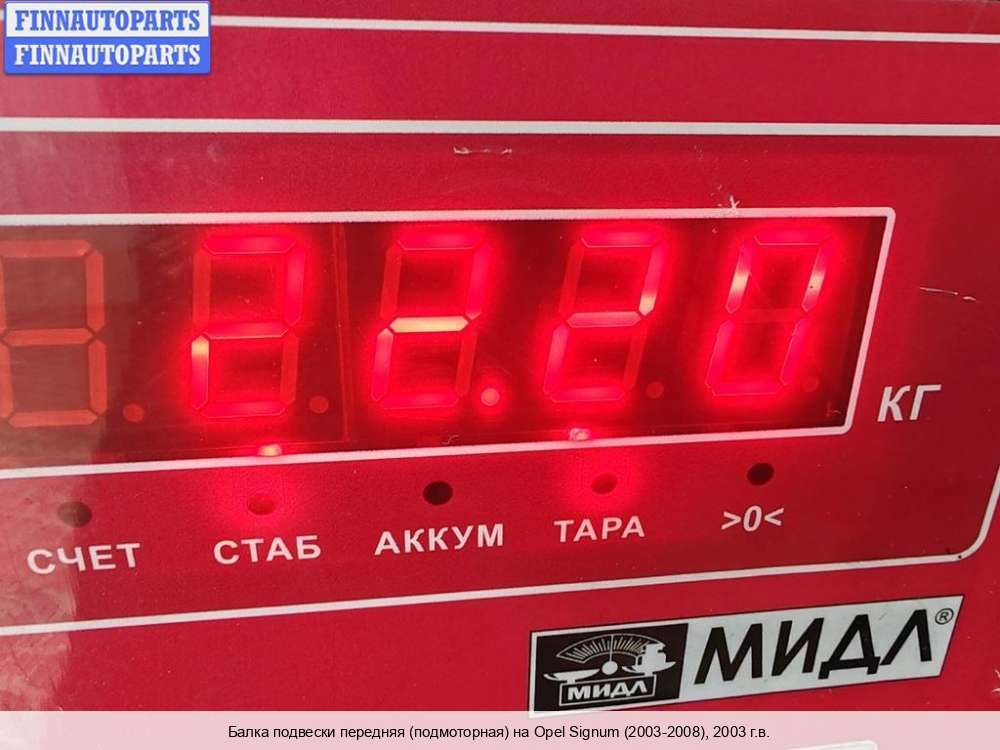 FINNAUTOPARTS
FINNAUTOPARTS
22.20
КГ
СЧЕТ
СТАБ
АККУМ
ТАРА
>0<
МИДЛ
МИДЛ®
Балка подвески передняя (подмоторная) на Opel Signum (2003-2008), 2003 г.в.